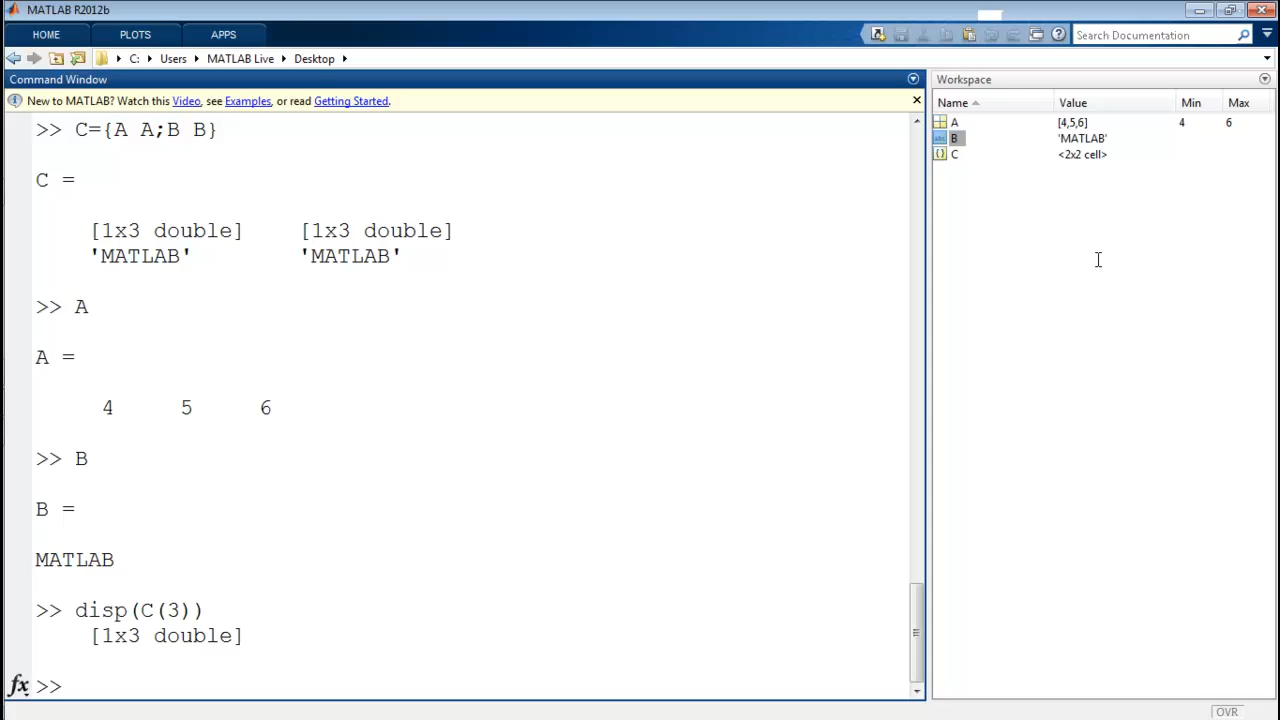 MATLAB R2012b
HOME PLOTS APPS Search Documentation
C: Users MATLAB Live Desktop
Command Window
New to MATLAB? Watch this Video, see Examples, or read Getting Started.
>> C={A A;B B}
C =
[1x3 double] [1x3 double]
'MATLAB' 'MATLAB'
>> A
A =
4 5 6
>> B
B =
MATLAB
>> disp(C(3))
[1x3 double]
fx >>
Workspace
Name Value Min Max
A [4,5,6] 4 6
abc B 'MATLAB'
{} C <2x2 cell>
OVR